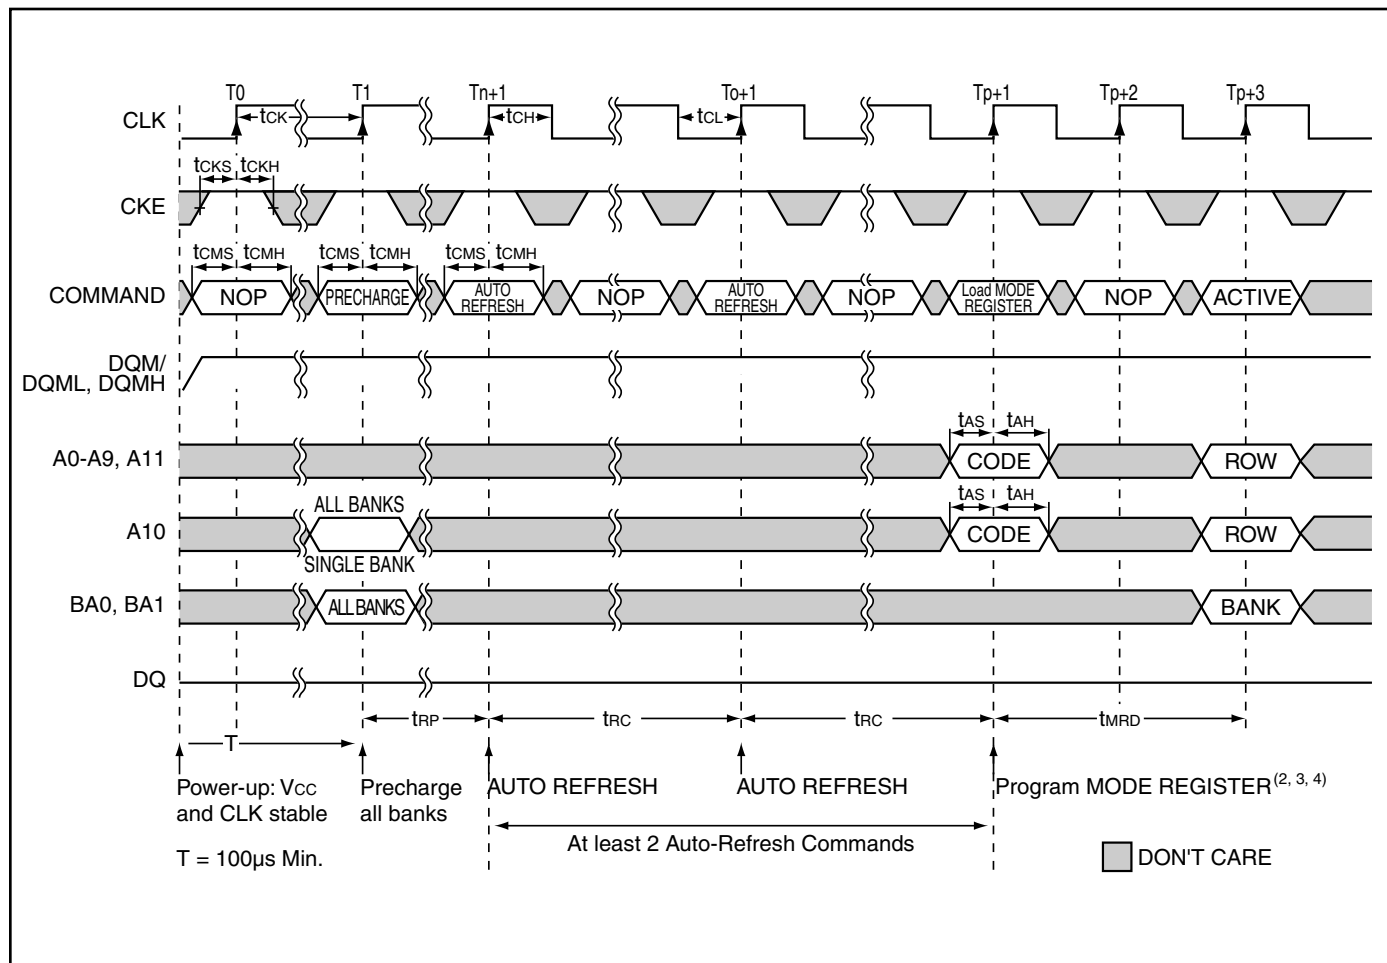 T0 T1 Tn+1 To+1 Tp+1 Tp+2 Tp+3
CLK tCK tCH tCL
tCKS tCKH
CKE
tCMS tCMH tCMS tCMH tCMS tCMH
COMMAND NOP PRECHARGE AUTO REFRESH NOP AUTO REFRESH NOP Load MODE REGISTER NOP ACTIVE
DQM/
DQML, DQMH
tAS tAH
A0-A9, A11 CODE ROW
ALL BANKS tAS tAH
A10 CODE ROW
SINGLE BANK
BA0, BA1 ALL BANKS BANK
DQ
tRP tRC tRC tMRD
T
Power-up: VCC
and CLK stable
T = 100µs Min.
Precharge
all banks
AUTO REFRESH
AUTO REFRESH
Program MODE REGISTER(2, 3, 4)
At least 2 Auto-Refresh Commands
DON'T CARE